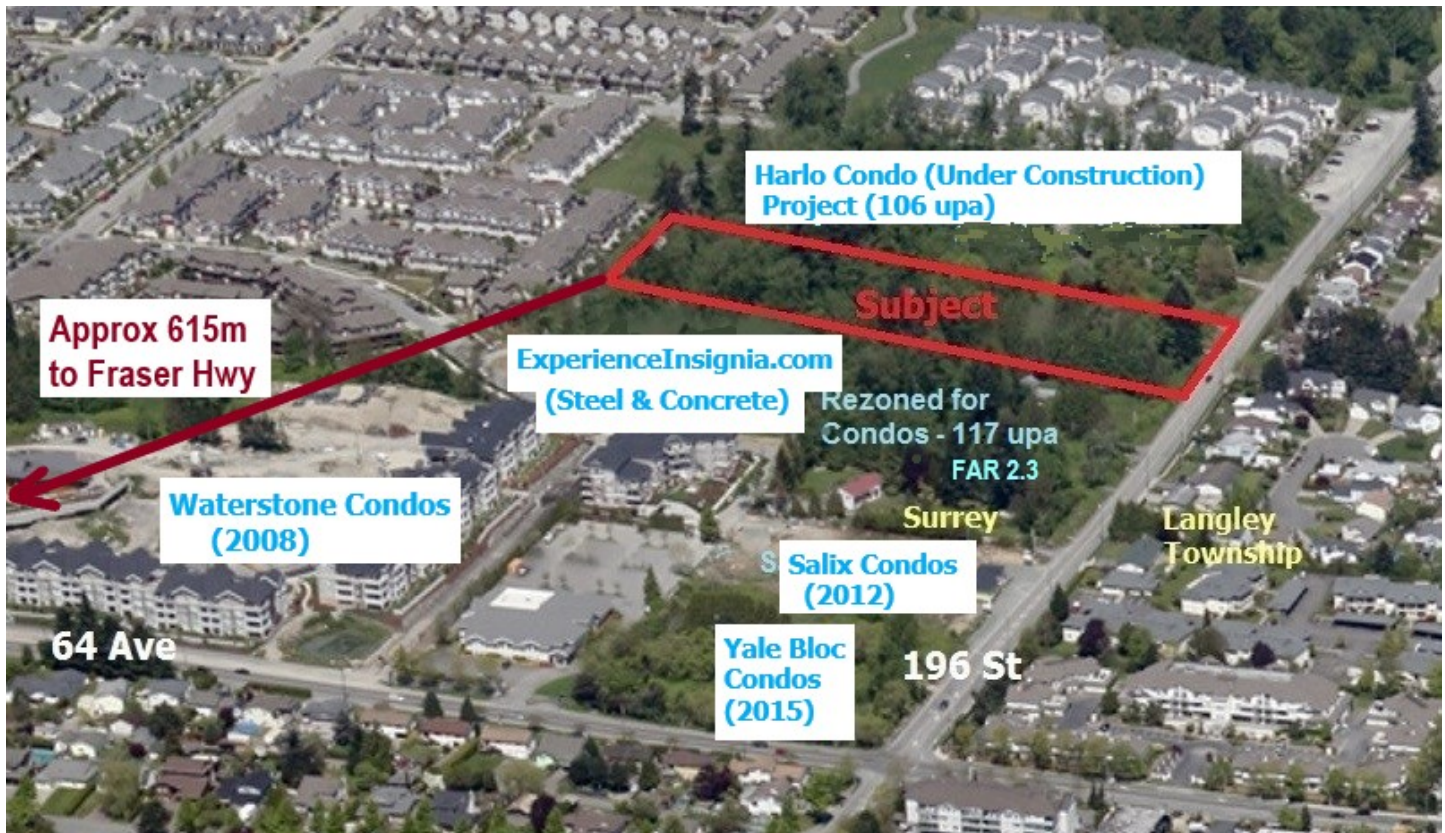 Harlo Condo (Under Construction)
Project (106 upa)
Subject
Approx 615m
to Fraser Hwy
ExperienceInsignia.com
(Steel & Concrete)
Rezoned for
Condos - 117 upa
FAR 2.3
Waterstone Condos
(2008)
Surrey
Langley
Township
S
Salix Condos
(2012)
64 Ave
Yale Bloc
Condos
(2015)
196 St